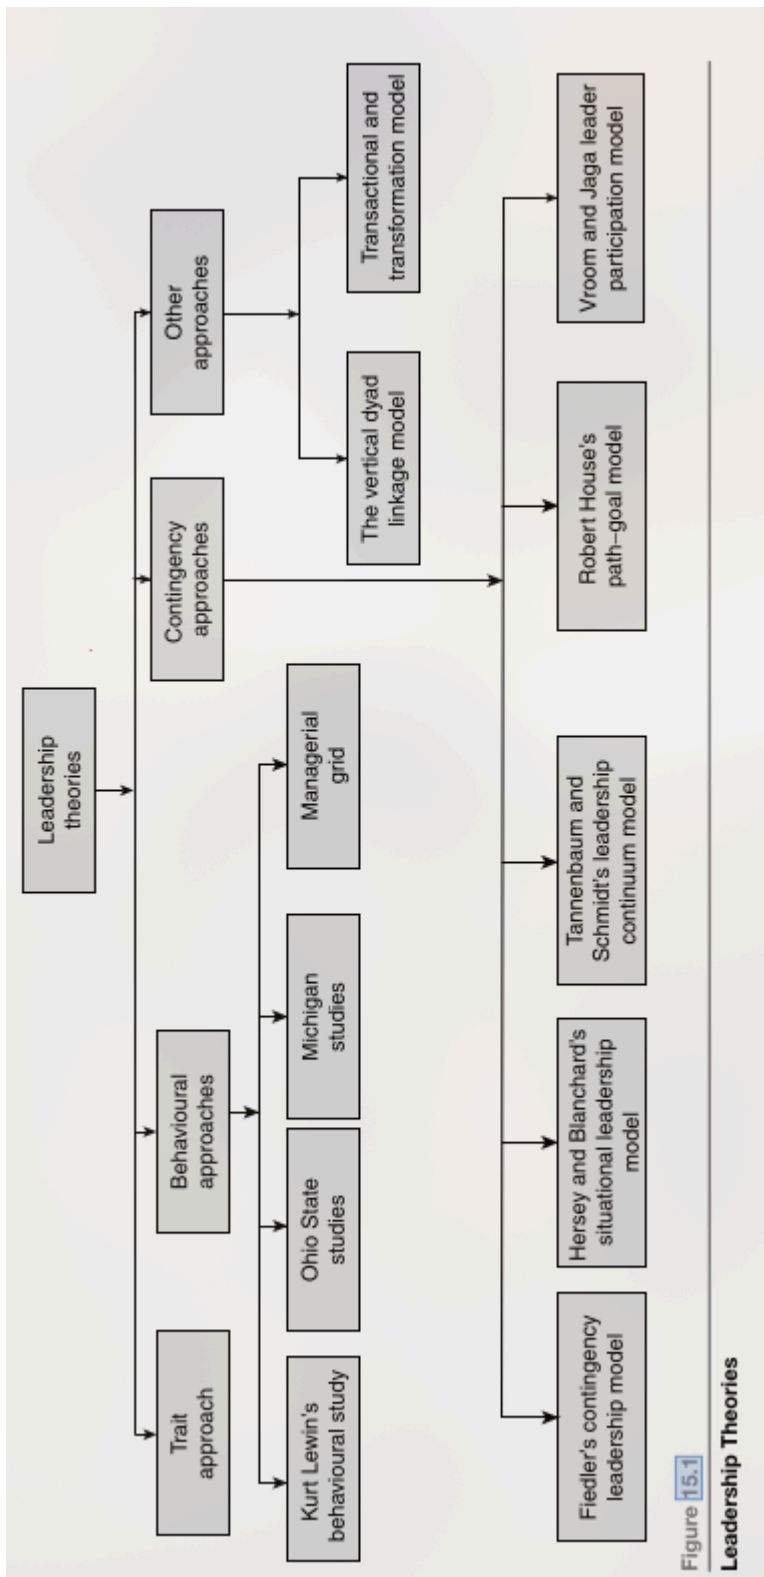 Leadership
theories
Trait
approach
Behavioural
approaches
Contingency
approaches
Other
approaches
Kurt Lewin's
behavioural study
Ohio State
studies
Michigan
studies
Managerial
grid
The vertical dyad
linkage model
Transactional and
transformation model
Fiedler's contingency
leadership model
Hersey and Blanchard's
situational leadership
model
Tannenbaum and
Schmidt's leadership
continuum model
Robert House's
path–goal model
Vroom and Jaga leader
participation model
Figure 15.1
Leadership Theories